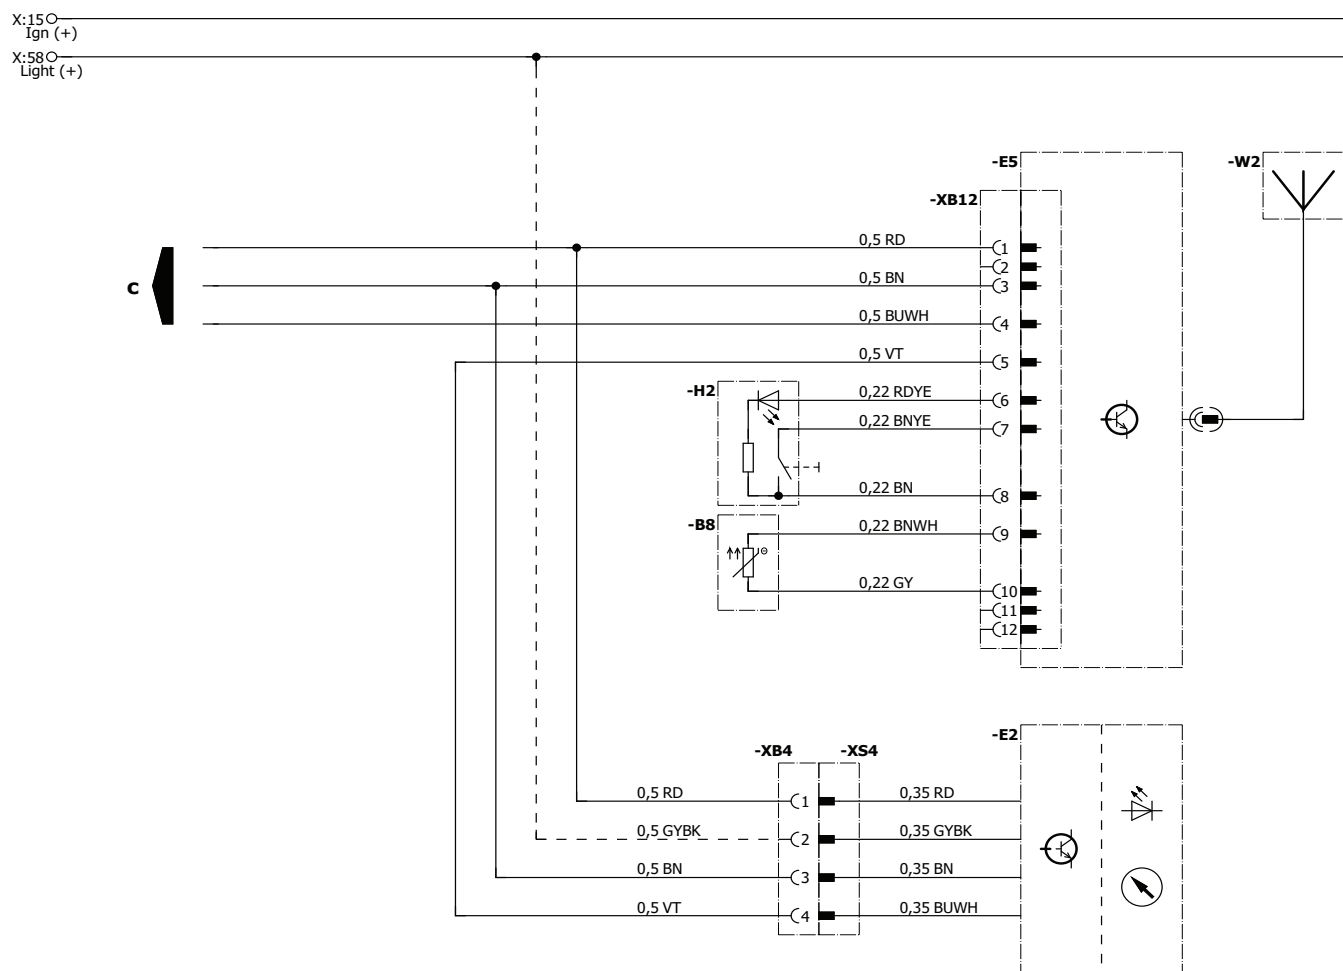 X:15
Ign (+)
X:58
Light (+)
-E5
-W2
-XB12
0,5 RD
1
2
C
0,5 BN
3
0,5 BUWH
4
0,5 VT
5
-H2
0,22 RDYE
6
0,22 BNYE
7
0,22 BN
8
-B8
0,22 BNWH
9
0,22 GY
10
11
12
-E2
-XB4
-XS4
0,5 RD
1
0,35 RD
0,5 GYBK
2
0,35 GYBK
0,5 BN
3
0,35 BN
0,5 VT
4
0,35 BUWH